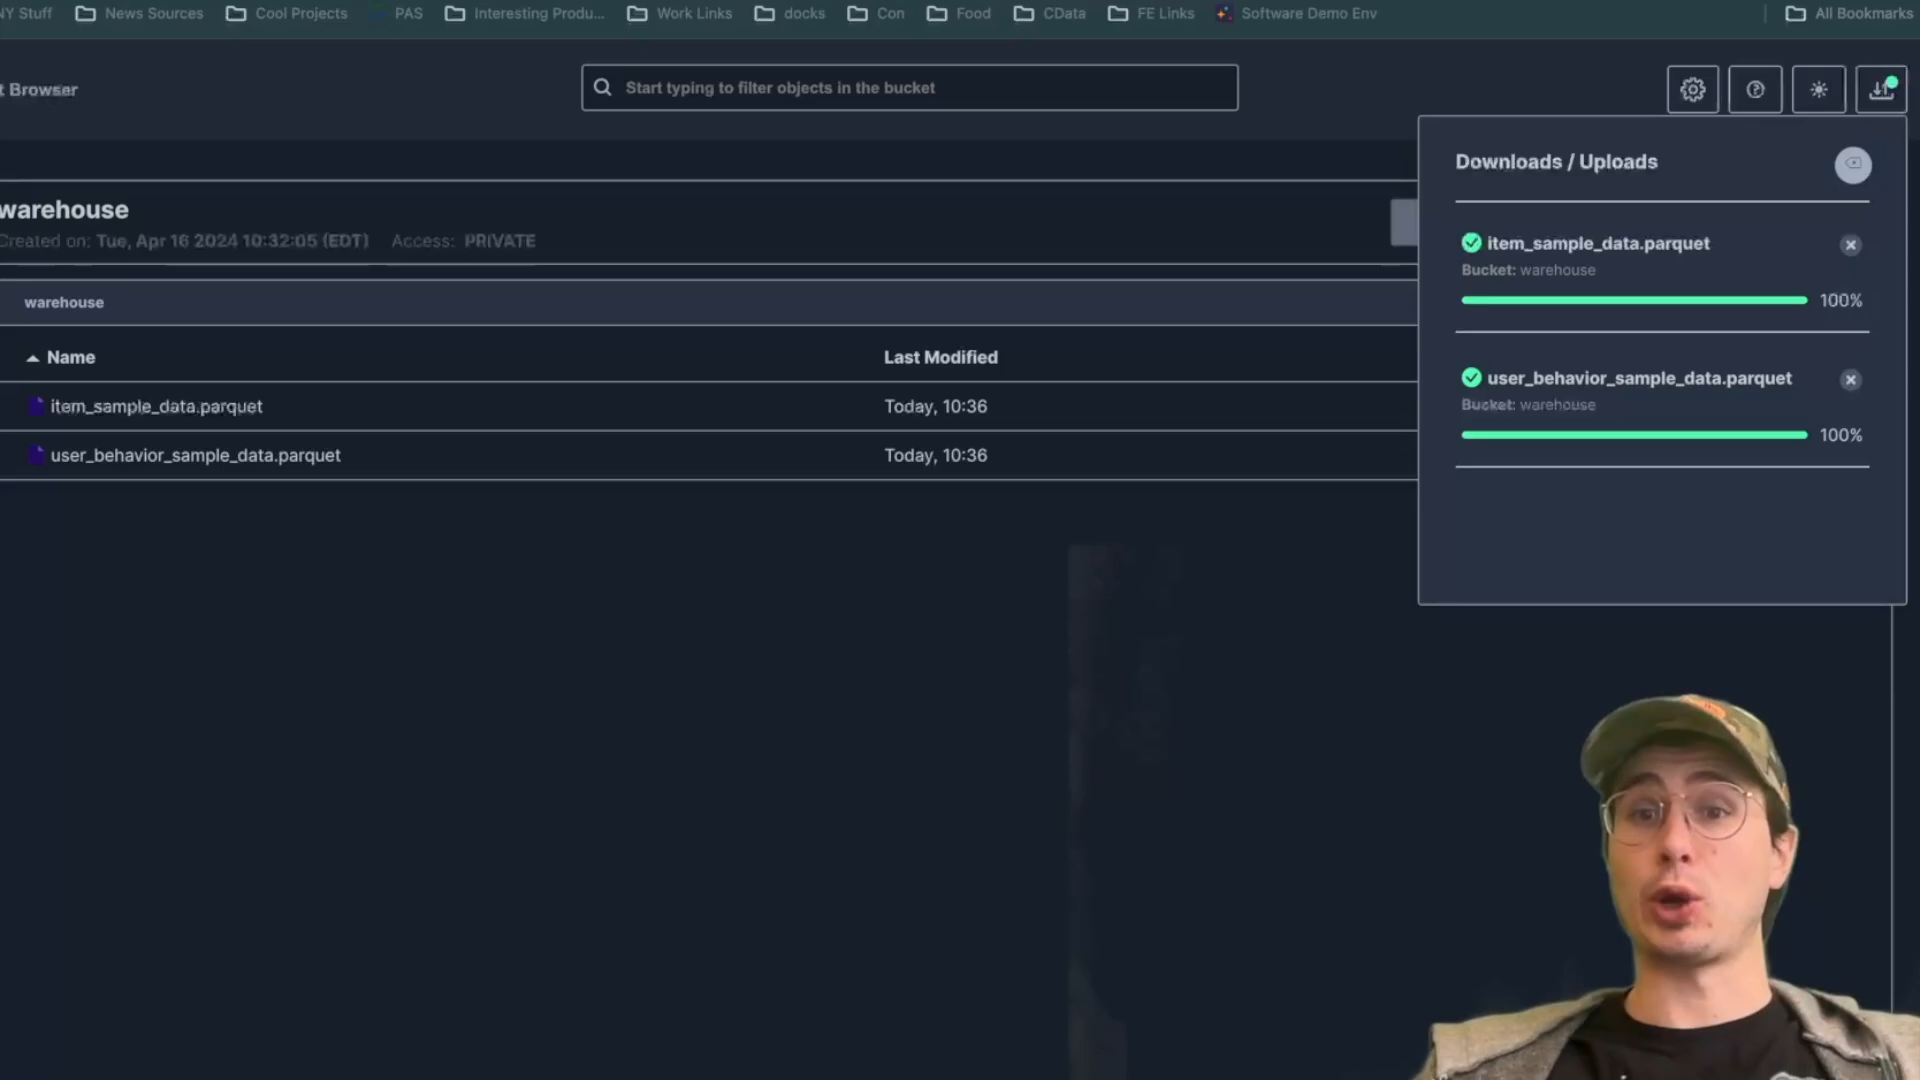 NY Stuff News Sources Cool Projects PAS Interesting Produ... Work Links docks Con Food CData FE Links Software Demo Env All Bookmarks
t Browser
Start typing to filter objects in the bucket
warehouse
Created on: Tue, Apr 16 2024 10:32:05 (EDT) Access: PRIVATE
warehouse
Name Last Modified
item_sample_data.parquet Today, 10:36
user_behavior_sample_data.parquet Today, 10:36
Downloads / Uploads
item_sample_data.parquet
Bucket: warehouse
100%
user_behavior_sample_data.parquet
Bucket: warehouse
100%